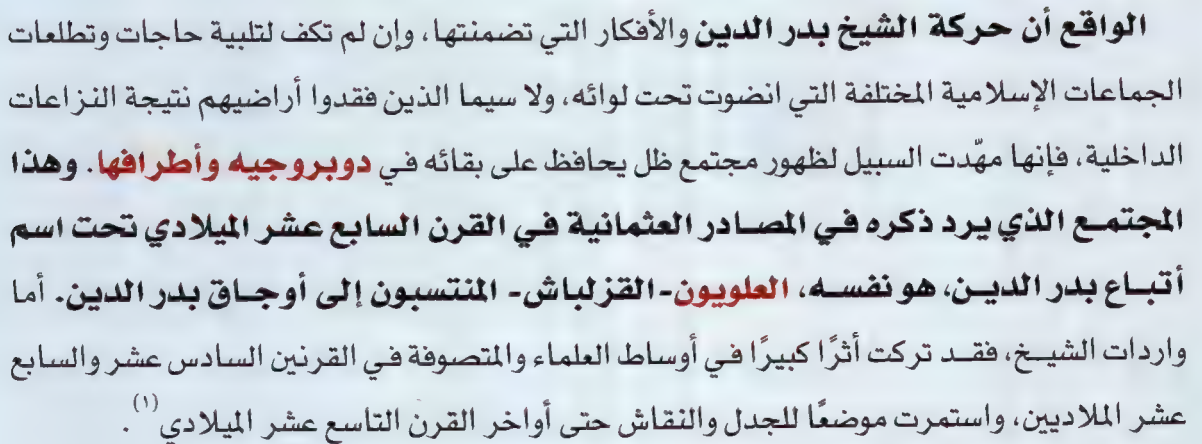 الواقع أن حركة الشيخ بدر الدين والأفكار التي تضمنتها، وإن لم تكف لتلبية حاجات وتطلعات
الجماعات الإسلامية المختلفة التي انضوت تحت لوائه، ولا سيما الذين فقدوا أراضيهم نتيجة النزاعات
الداخلية، فإنها مهّدت السبيل لظهور مجتمع ظل يحافظ على بقائه في دوبروجيه وأطرافها. وهذا
المجتمع الذي يرد ذكره في المصادر العثمانية في القرن السابع عشر الميلادي تحت اسم
أتباع بدر الدين، هو نفسه، العلويون- القزلباش- المنتسبون إلى أوجاق بدر الدين. أما
واردات الشيخ، فقد تركت أثرًا كبيرًا في أوساط العلماء والمتصوفة في القرنين السادس عشر والسابع
عشر الملاديين، واستمرت موضعًا للجدل والنقاش حتى أواخر القرن التاسع عشر الميلادي(١).